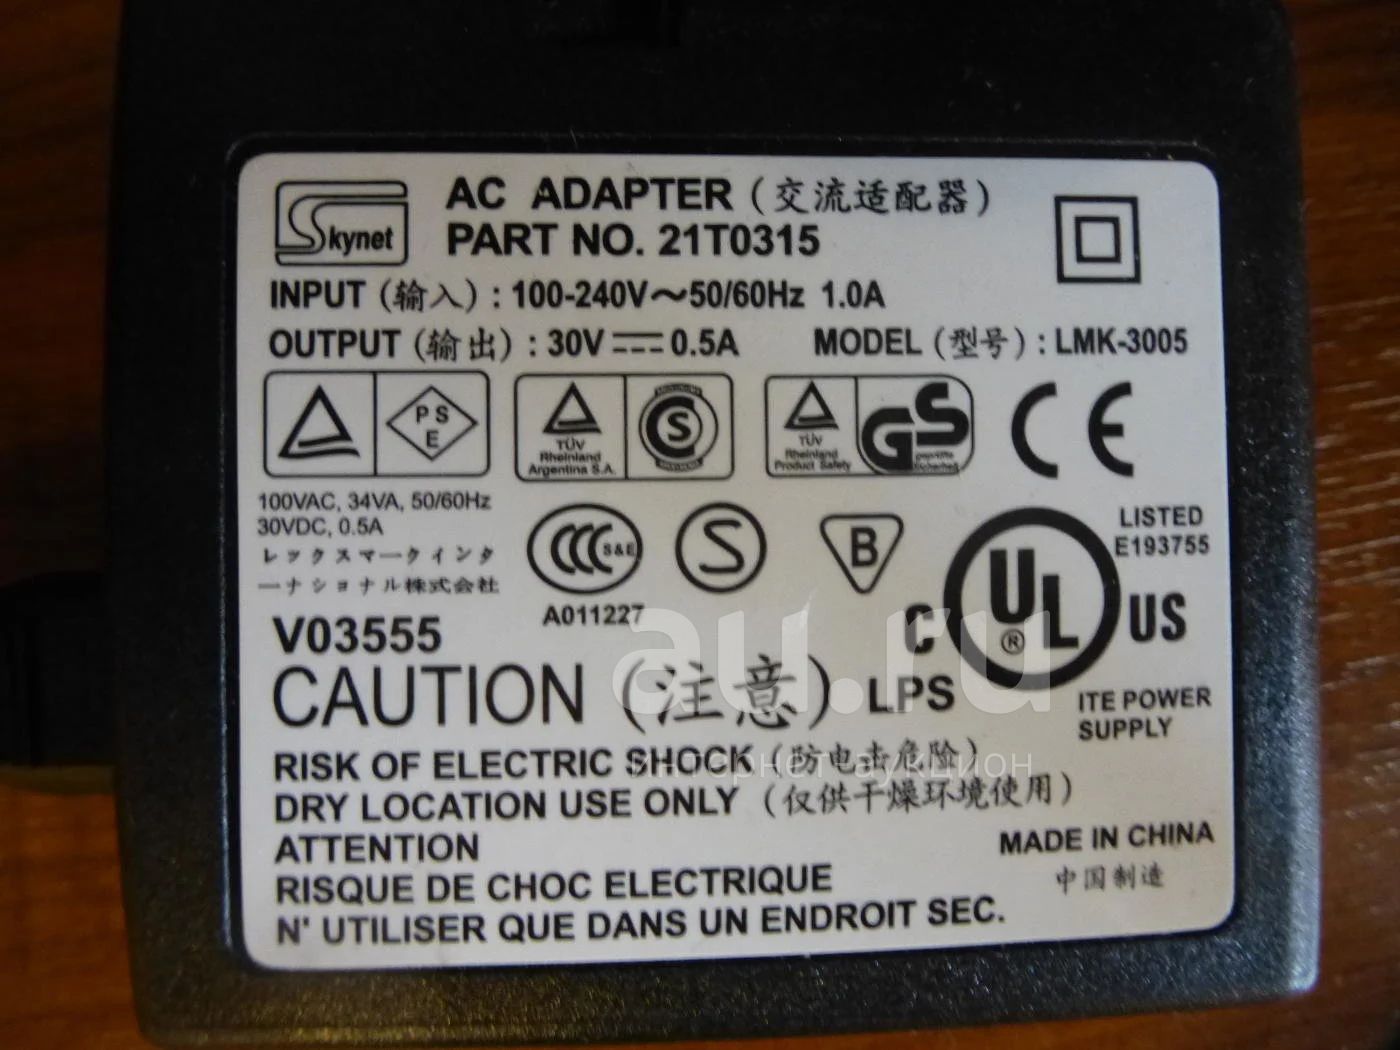 Skynet
AC ADAPTER (交流适配器)
PART NO. 21T0315
INPUT (输入) : 100-240V～50/60Hz 1.0A
OUTPUT (输出) : 30V⎓0.5A MODEL (型号) : LMK-3005
PS
E
TÜV
Rheinland
Argentina S.A.
S
TÜV
Rheinland
Product Safety
GS
geprüfte
Sicherheit
CE
100VAC, 34VA, 50/60Hz
30VDC, 0.5A
レックスマークインタ
ーナショナル株式会社
CCC S&E
A011227
S
B
C UL US
®
LISTED
E193755
V03555
CAUTION (注意) LPS
ITE POWER
SUPPLY
RISK OF ELECTRIC SHOCK (防电击危险)
DRY LOCATION USE ONLY (仅供干燥环境使用)
ATTENTION
RISQUE DE CHOC ELECTRIQUE
N' UTILISER QUE DANS UN ENDROIT SEC.
MADE IN CHINA
中国制造
au.ru
интернет аукцион